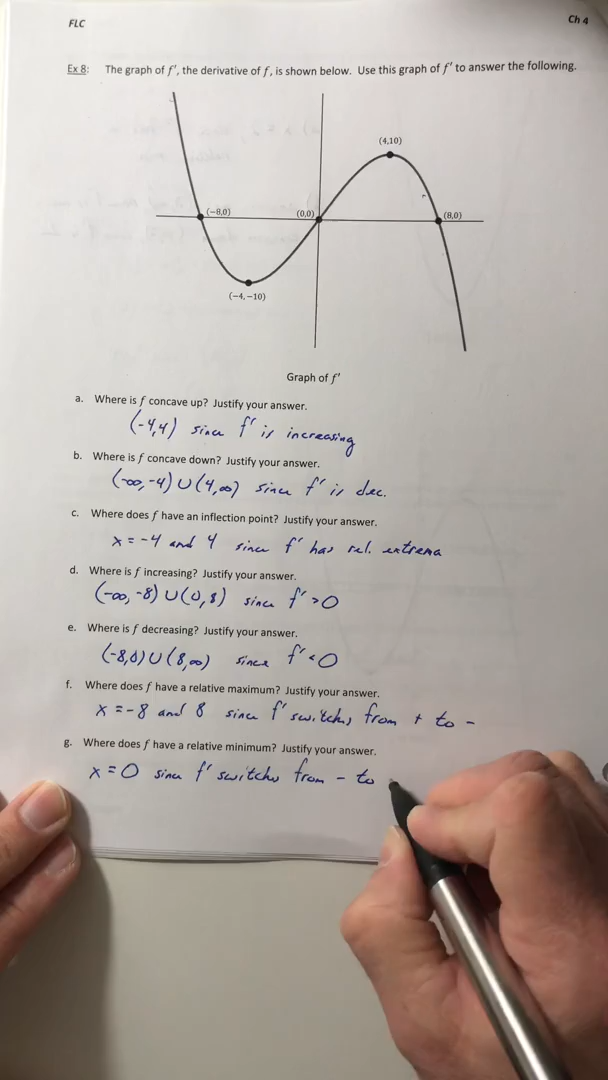 FLC
Ch 4
Ex 8: The graph of f', the derivative of f, is shown below. Use this graph of f' to answer the following.
(4,10)
(-8,0)
(0,0)
(8,0)
(-4,-10)
Graph of f'
a. Where is f concave up? Justify your answer.
(-4,4) since f' is increasing
b. Where is f concave down? Justify your answer.
(-∞,-4) ∪ (4,∞) since f' is dec.
c. Where does f have an inflection point? Justify your answer.
x = -4 and 4 since f' has rel. extrema
d. Where is f increasing? Justify your answer.
(-∞,-8) ∪ (0,8) since f' >0
e. Where is f decreasing? Justify your answer.
(-8,0) ∪ (8,∞) since f' <0
f. Where does f have a relative maximum? Justify your answer.
x = -8 and 8 since f' switches from + to -
g. Where does f have a relative minimum? Justify your answer.
x = 0 since f' switches from - to